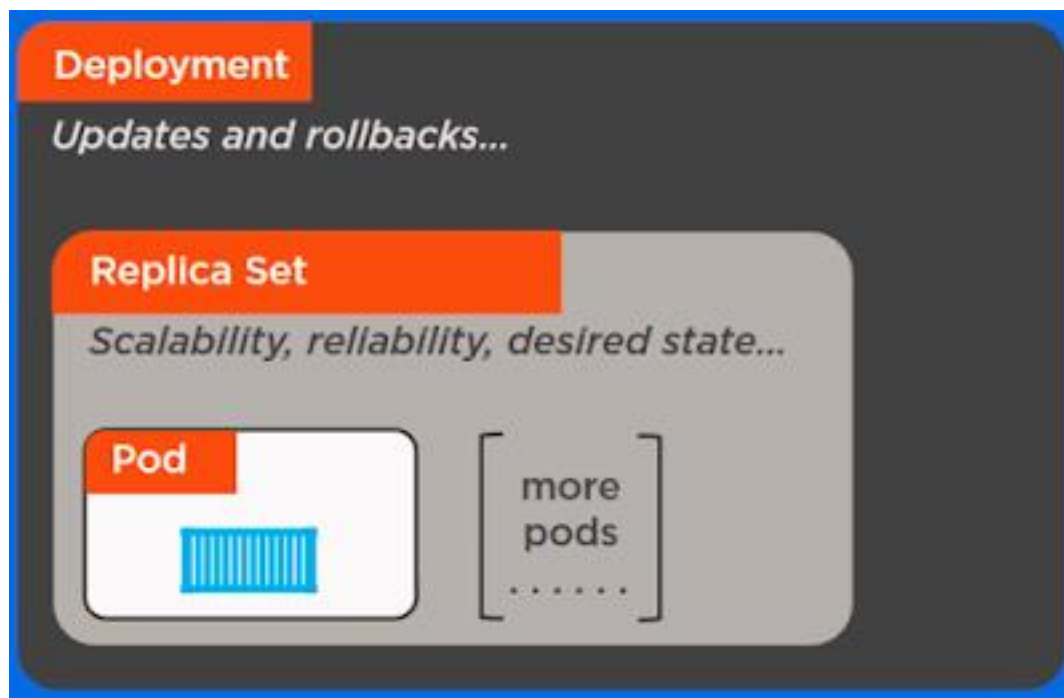 Deployment
Updates and rollbacks...
Replica Set
Scalability, reliability, desired state...
Pod
more
pods
......